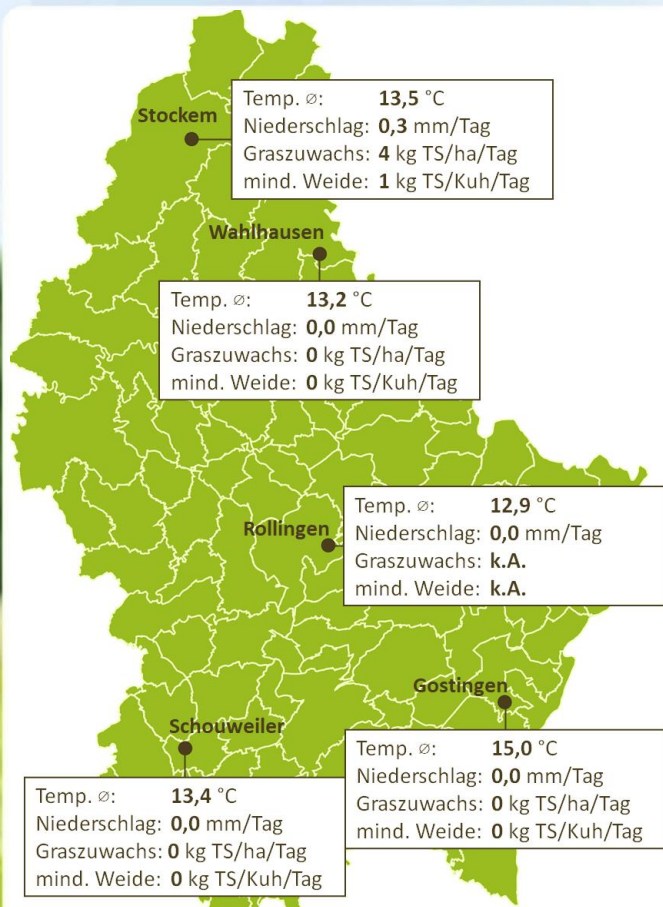 Stockem
Temp. ⌀: 13,5 °C
Niederschlag: 0,3 mm/Tag
Graszuwachs: 4 kg TS/ha/Tag
mind. Weide: 1 kg TS/Kuh/Tag
Wahlhausen
Temp. ⌀: 13,2 °C
Niederschlag: 0,0 mm/Tag
Graszuwachs: 0 kg TS/ha/Tag
mind. Weide: 0 kg TS/Kuh/Tag
Rollingen
Temp. ⌀: 12,9 °C
Niederschlag: 0,0 mm/Tag
Graszuwachs: k.A.
mind. Weide: k.A.
Gostingen
Temp. ⌀: 15,0 °C
Niederschlag: 0,0 mm/Tag
Graszuwachs: 0 kg TS/ha/Tag
mind. Weide: 0 kg TS/Kuh/Tag
Schouweiler
Temp. ⌀: 13,4 °C
Niederschlag: 0,0 mm/Tag
Graszuwachs: 0 kg TS/ha/Tag
mind. Weide: 0 kg TS/Kuh/Tag